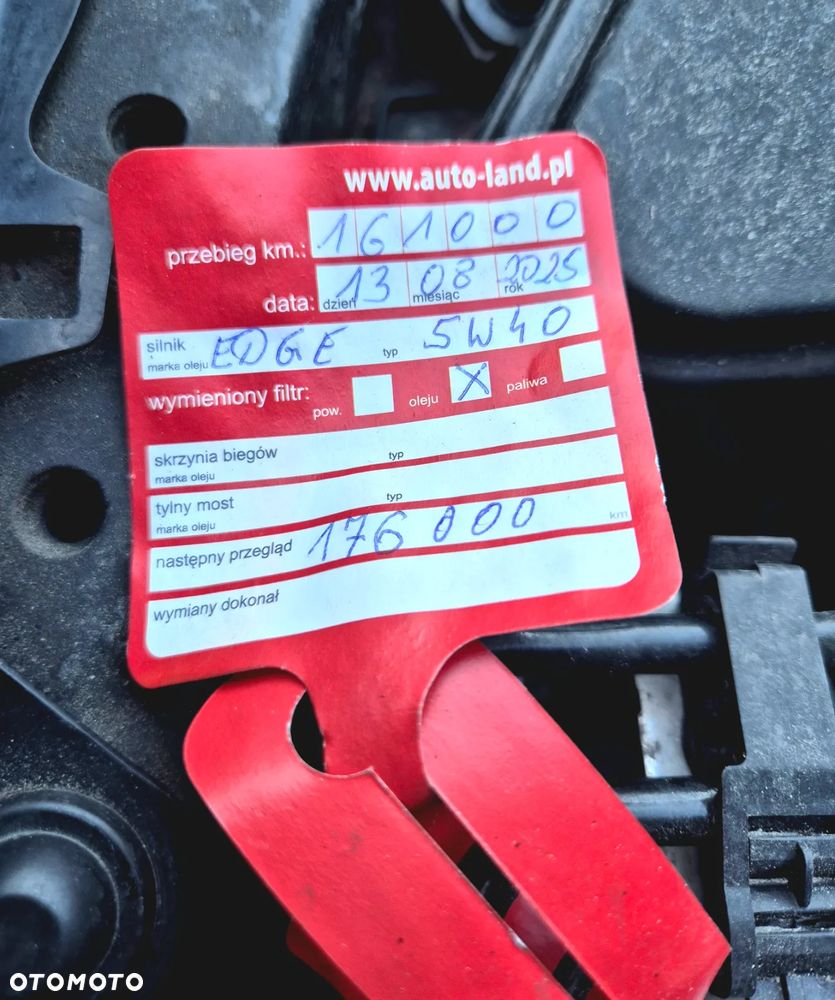 www.auto-land.pl
przebieg km.: 161000
data: dzień 13 miesiąc 08 rok 2025
silnik
marka oleju EDGE typ 5W40
wymieniony filtr: pow. oleju X paliwa
skrzynia biegów
marka oleju typ
tylny most
marka oleju typ
następny przegląd 176 000 km
wymiany dokonał
OTOMOTO